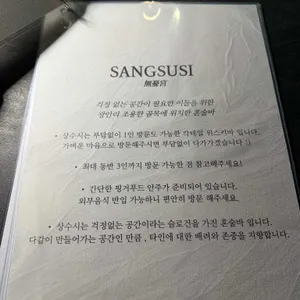 SANGSUSI
無憂宮
걱정 없는 공간이 필요한 이들을 위한
광안리 조용한 골목에 위치한 혼술바
• 상수시는 부담없이 1인 방문도 가능한 칵테일 위스키바 입니다.
가벼운 마음으로 방문해주시면 부담없이 다가가겠습니다 :)
• 최대 동반 3인까지 방문 가능한 점 참고해주세요!
• 간단한 핑거푸드 안주가 준비되어 있습니다.
외부음식 반입 가능하니 편안히 방문 해주세요.
• 상수시는 걱정없는 공간이라는 슬로건을 가진 혼술바 입니다.
다같이 만들어가는 공간인 만큼, 타인에 대한 배려와 존중을 지향합니다.